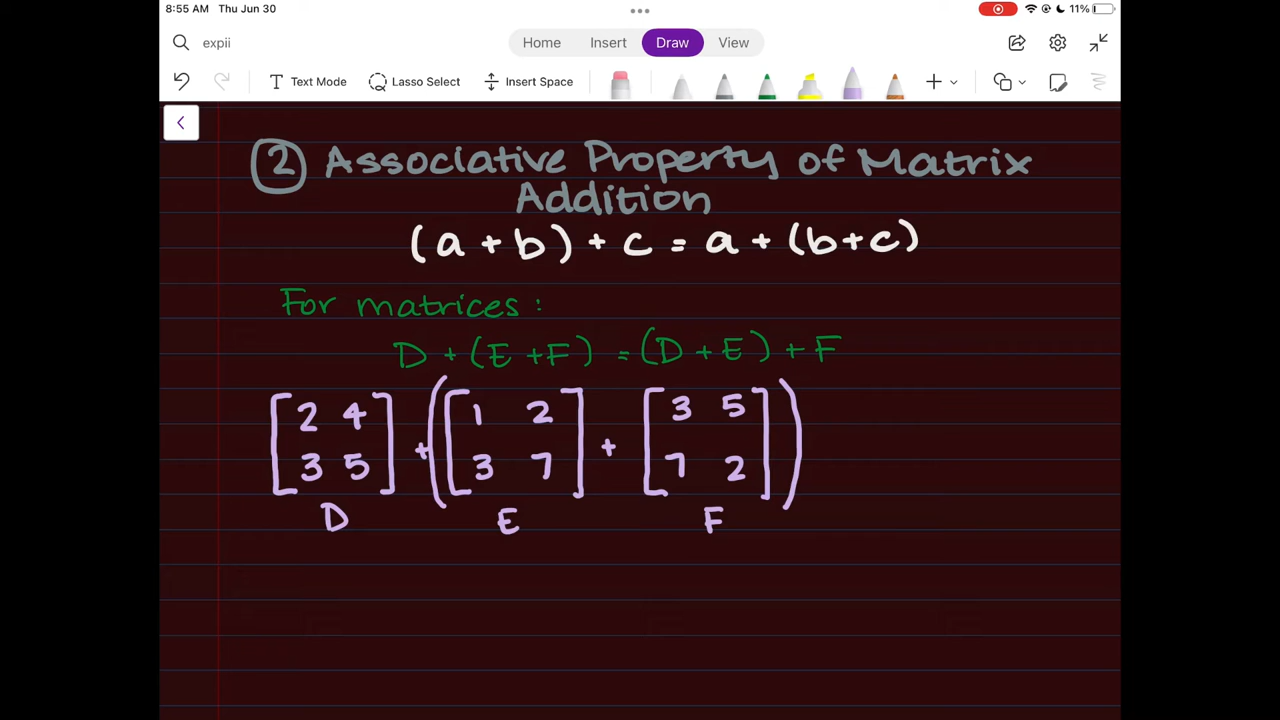 8:55 AM Thu Jun 30 11%
expii Home Insert Draw View
Text Mode Lasso Select Insert Space
② Associative Property of Matrix
Addition
(a + b) + c = a + (b+c)
For matrices:
D + (E + F) = (D + E) + F
[2 4 + ([1 2 + [3 5])
3 5] 3 7] 7 2]
D E F